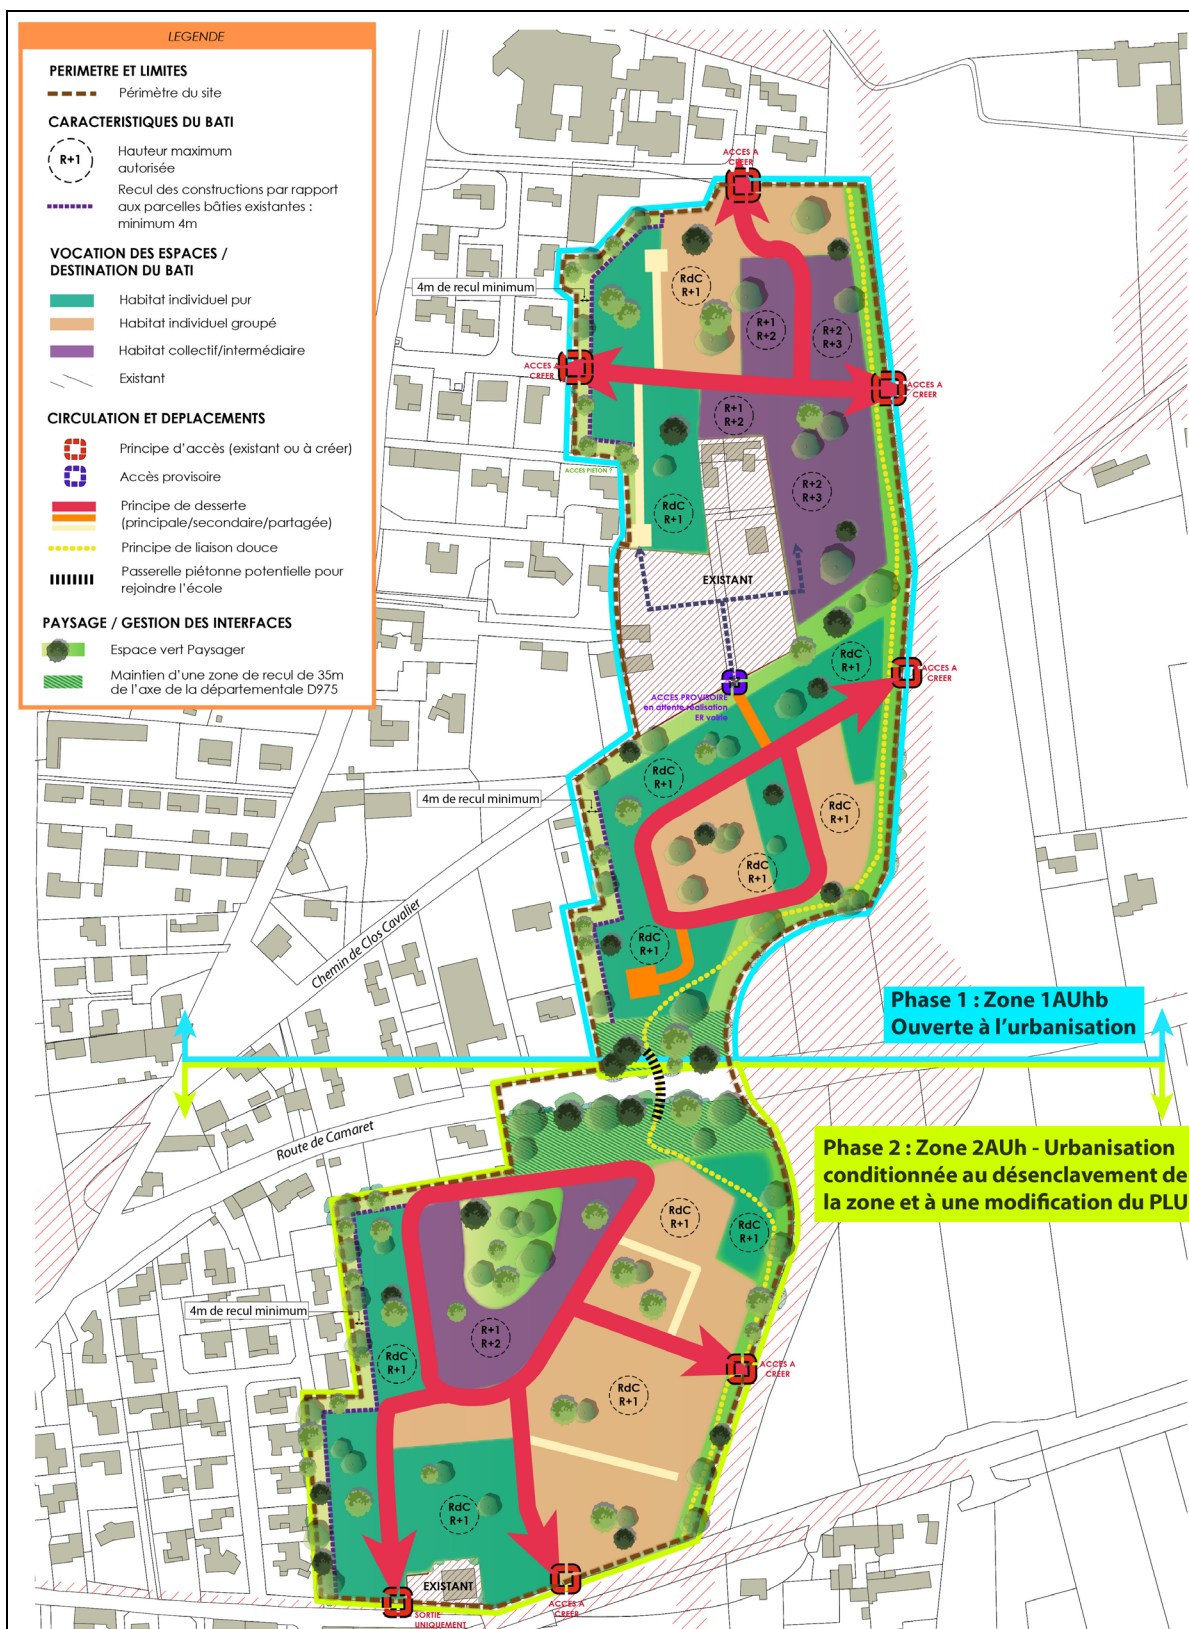 LEGENDE
PERIMETRE ET LIMITES
Périmètre du site
CARACTERISTIQUES DU BATI
R+1
Hauteur maximum
autorisée
Recul des constructions par rapport
aux parcelles bâties existantes :
minimum 4m
VOCATION DES ESPACES /
DESTINATION DU BATI
Habitat individuel pur
Habitat individuel groupé
Habitat collectif/intermédiaire
Existant
CIRCULATION ET DEPLACEMENTS
Principe d'accès (existant ou à créer)
Accès provisoire
Principe de desserte
(principale/secondaire/partagée)
Principe de liaison douce
Passerelle piétonne potentielle pour
rejoindre l'école
PAYSAGE / GESTION DES INTERFACES
Espace vert Paysager
Maintien d'une zone de recul de 35m
de l'axe de la départementale D975
ACCES A
CREER
4m de recul minimum
RdC
R+1
R+1
R+2
R+2
R+3
ACCES A
CREER
ACCES A
CREER
R+1
R+2
ACCES PIETON ?
R+2
R+3
RdC
R+1
EXISTANT
RdC
R+1
ACCES A
CREER
ACCES PROVISOIRE
en attente réalisation
ER voirie
RdC
R+1
4m de recul minimum
RdC
R+1
RdC
R+1
Chemin de Clos Cavalier
RdC
R+1
Phase 1 : Zone 1AUhb
Ouverte à l'urbanisation
Route de Camaret
Phase 2 : Zone 2AUh - Urbanisation
conditionnée au désenclavement de
la zone et à une modification du PLU
RdC
R+1
RdC
R+1
4m de recul minimum
R+1
R+2
RdC
R+1
ACCES A
CREER
RdC
R+1
RdC
R+1
EXISTANT
SORTIE
UNIQUEMENT
ACCES A
CREER